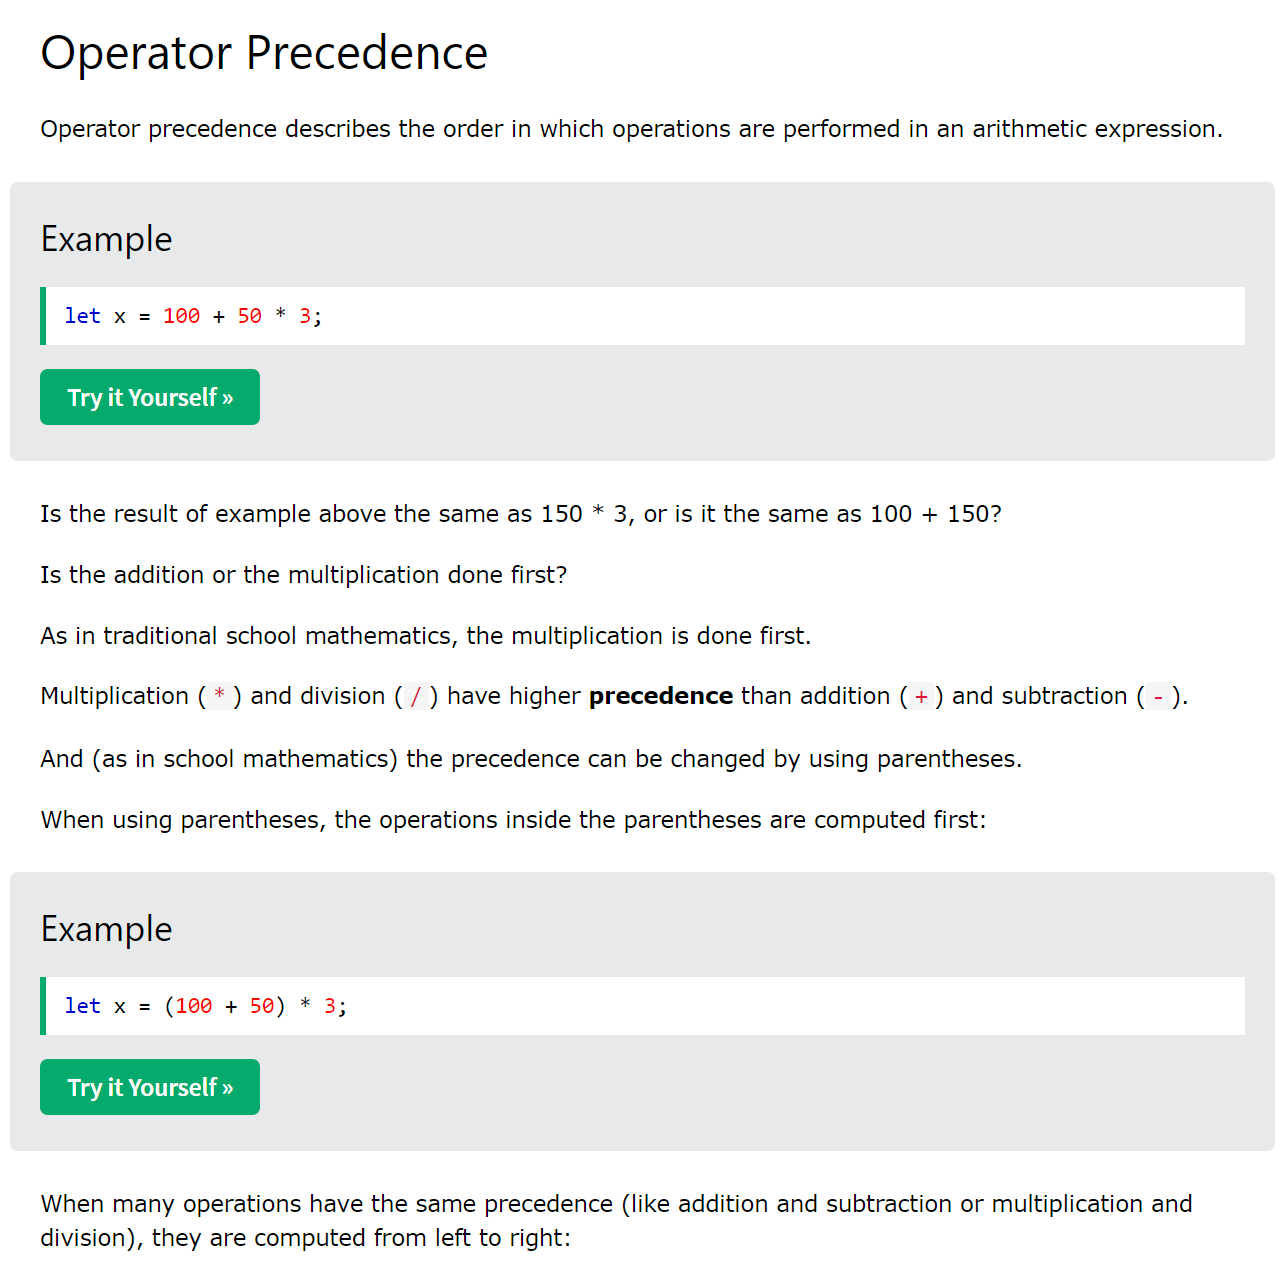 Operator Precedence
Operator precedence describes the order in which operations are performed in an arithmetic expression.
Example
let x = 100 + 50 * 3;
Try it Yourself »
Is the result of example above the same as 150 * 3, or is it the same as 100 + 150?
Is the addition or the multiplication done first?
As in traditional school mathematics, the multiplication is done first.
Multiplication (*) and division (/) have higher precedence than addition (+) and subtraction (-).
And (as in school mathematics) the precedence can be changed by using parentheses.
When using parentheses, the operations inside the parentheses are computed first:
Example
let x = (100 + 50) * 3;
Try it Yourself »
When many operations have the same precedence (like addition and subtraction or multiplication and
division), they are computed from left to right: